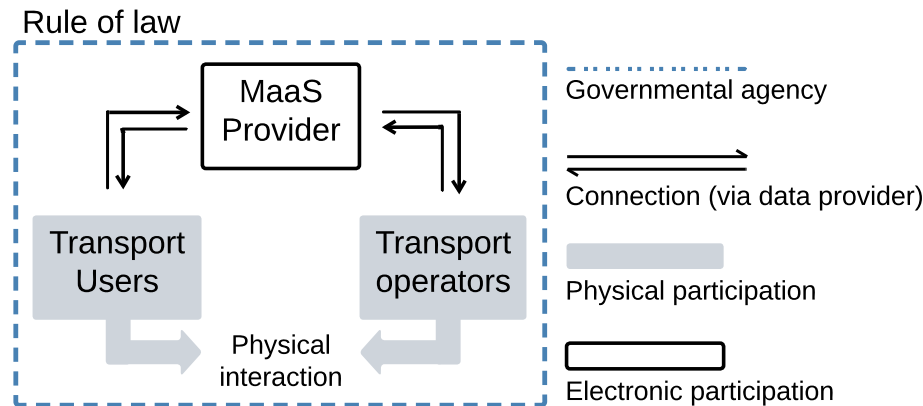 Rule of law
MaaS
Provider
Transport
Users
Transport
operators
Physical
interaction
Governmental agency
Connection (via data provider)
Physical participation
Electronic participation